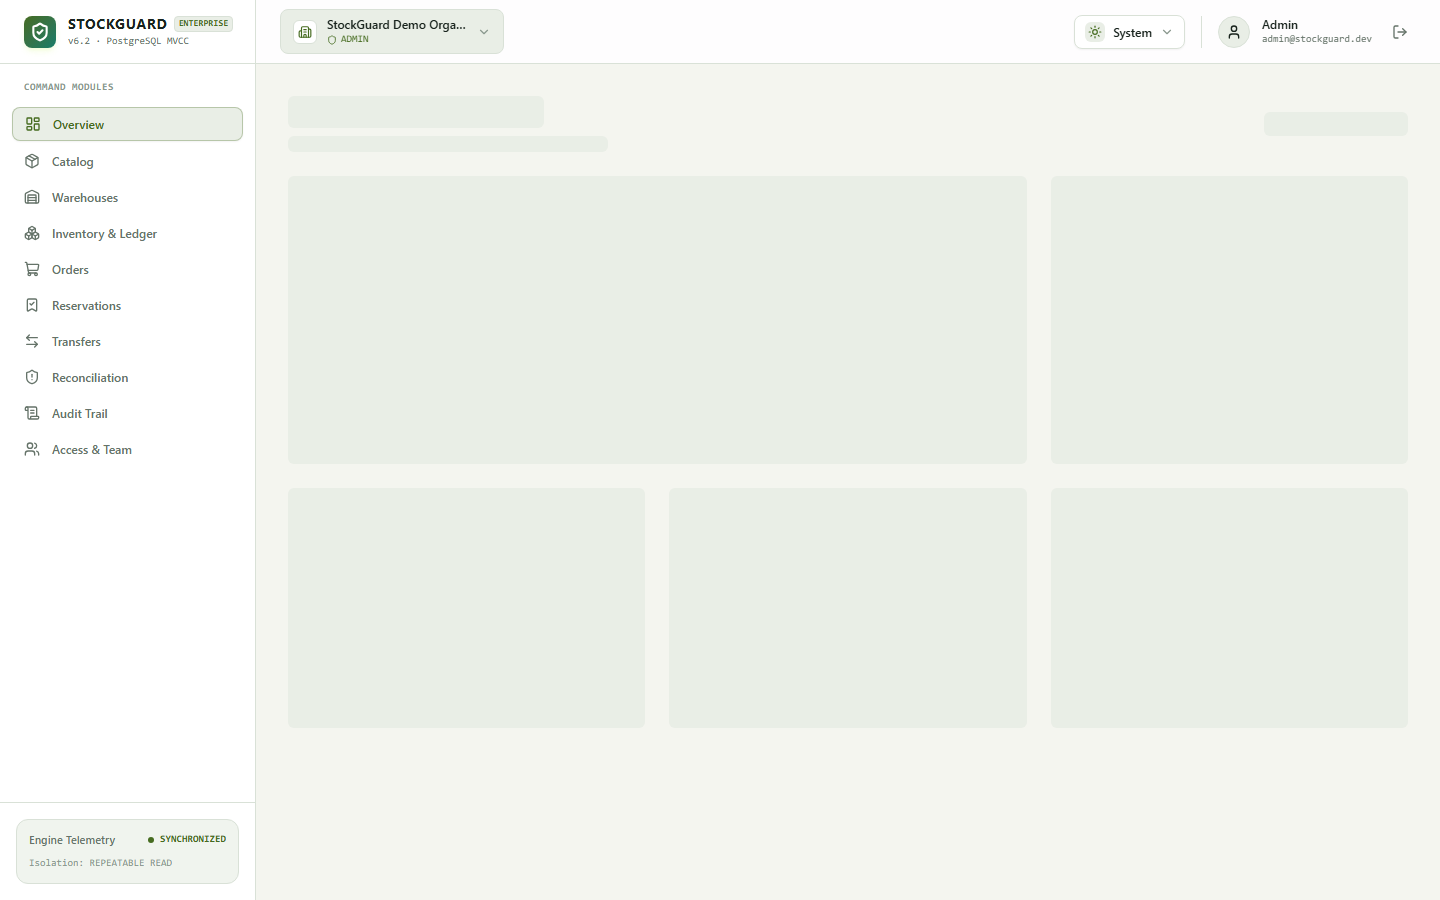 STOCKGUARD ENTERPRISE
v6.2 · PostgreSQL MVCC
StockGuard Demo Orga...
ADMIN
System
Admin
admin@stockguard.dev
COMMAND MODULES
Overview
Catalog
Warehouses
Inventory & Ledger
Orders
Reservations
Transfers
Reconciliation
Audit Trail
Access & Team
Engine Telemetry SYNCHRONIZED
Isolation: REPEATABLE READ